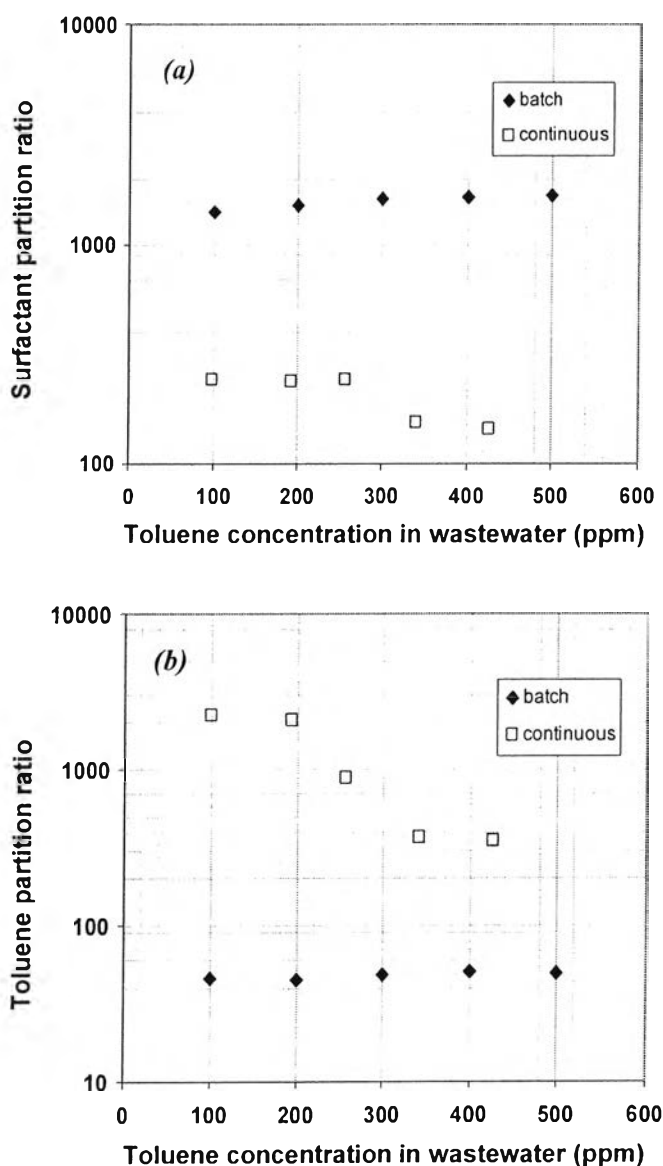 10000
(a)
batch
continuous
1000
100
0 100 200 300 400 500 600
Surfactant partition ratio
Toluene concentration in wastewater (ppm)
10000
(b)
batch
continuous
1000
100
10
0 100 200 300 400 500 600
Toluene partition ratio
Toluene concentration in wastewater (ppm)